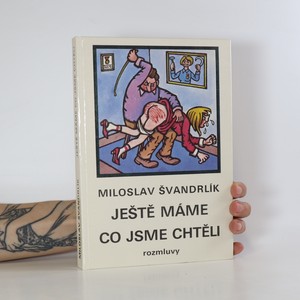 MILOSLAV ŠVANDRLÍK
JEŠTĚ MÁME
CO JSME CHTĚLI
rozmluvy